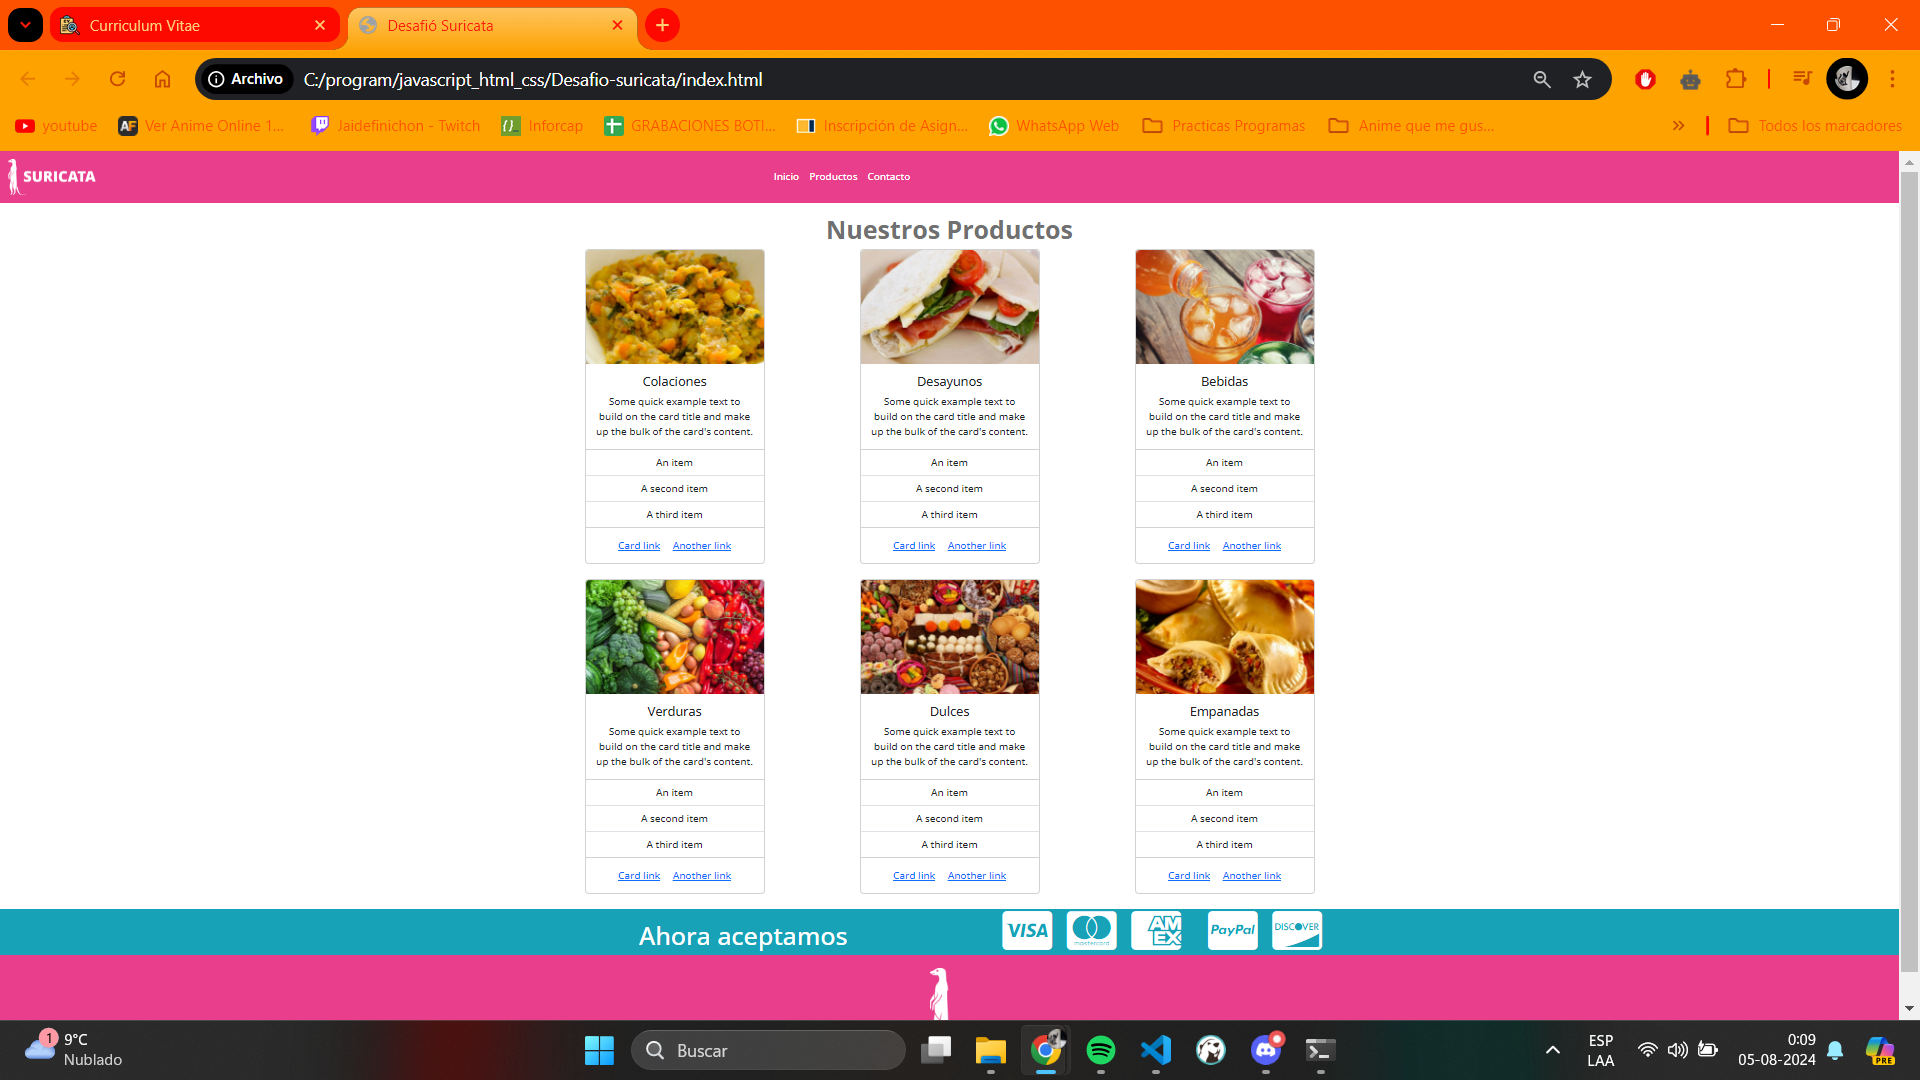 Curriculum Vitae
Desafió Suricata
Archivo
C:/program/javascript_html_css/Desafio-suricata/index.html
youtube
AF
Ver Anime Online 1...
Jaidefinichon - Twitch
Inforcap
GRABACIONES BOTI...
Inscripción de Asign...
WhatsApp Web
Practicas Programas
Anime que me gus...
Todos los marcadores
SURICATA
Inicio
Productos
Contacto
Nuestros Productos
Colaciones
Some quick example text to
build on the card title and make
up the bulk of the card's content.
An item
A second item
A third item
Card link
Another link
Desayunos
Some quick example text to
build on the card title and make
up the bulk of the card's content.
An item
A second item
A third item
Card link
Another link
Bebidas
Some quick example text to
build on the card title and make
up the bulk of the card's content.
An item
A second item
A third item
Card link
Another link
Verduras
Some quick example text to
build on the card title and make
up the bulk of the card's content.
An item
A second item
A third item
Card link
Another link
Dulces
Some quick example text to
build on the card title and make
up the bulk of the card's content.
An item
A second item
A third item
Card link
Another link
Empanadas
Some quick example text to
build on the card title and make
up the bulk of the card's content.
An item
A second item
A third item
Card link
Another link
Ahora aceptamos
VISA
mastercard
AM
EX
PayPal
DISCOVER
1
9°C
Nublado
Buscar
ESP
LAA
0:09
05-08-2024
PRE